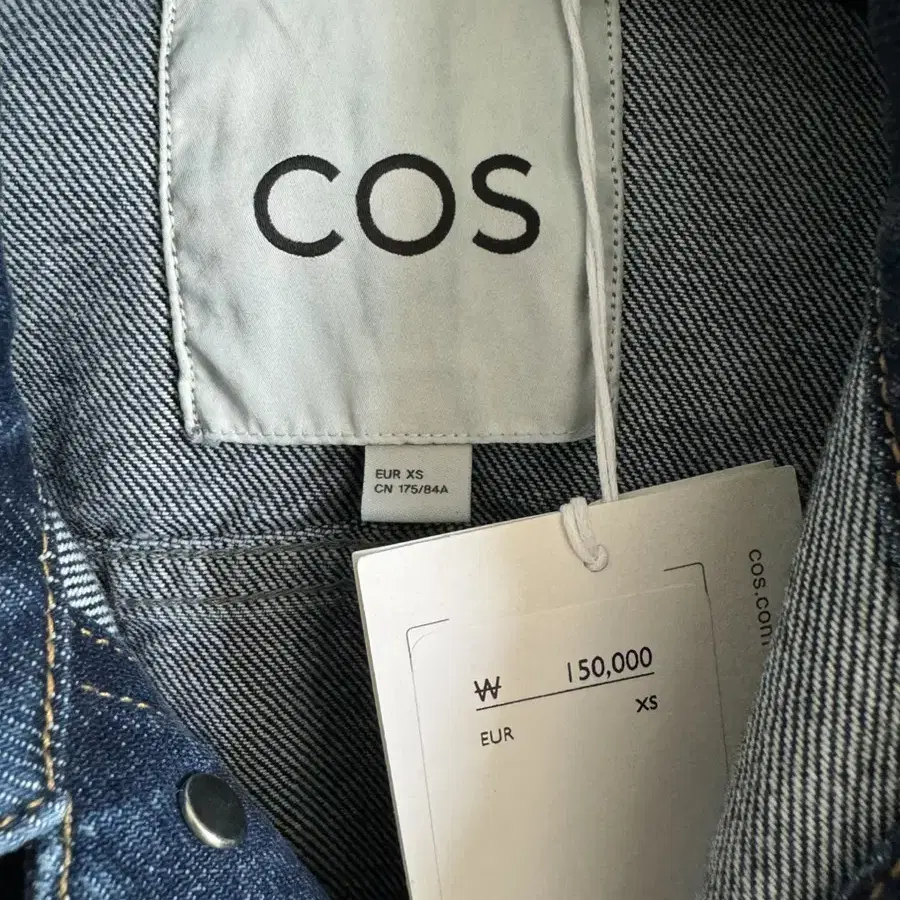 COS
EUR XS
CN 175/84A
cos.com
₩ 150,000
EUR XS